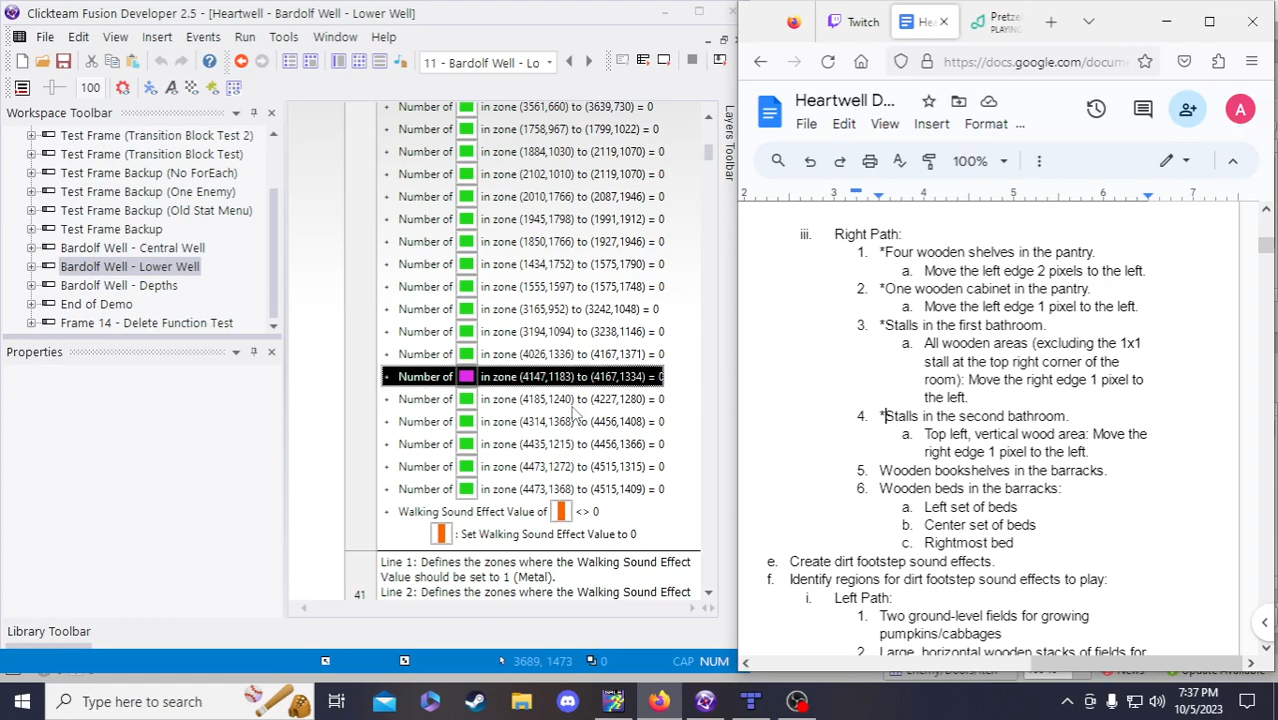 Clickteam Fusion Developer 2.5 - [Heartwell - Bardolf Well - Lower Well]
File Edit View Insert Events Run Tools Window Help
100
11 - Bardolf Well - Lo
Workspace Toolbar
Test Frame (Transition Block Test 2)
Test Frame (Transition Block Test)
Test Frame Backup (No ForEach)
Test Frame Backup (One Enemy)
Test Frame Backup (Old Stat Menu)
Test Frame Backup
Bardolf Well - Central Well
Bardolf Well - Lower Well
Bardolf Well - Depths
End of Demo
Frame 14 - Delete Function Test
Properties
Library Toolbar
Number of in zone (3561,660) to (3639,730) = 0
Number of in zone (1758,967) to (1799,1022) = 0
Number of in zone (1884,1030) to (2119,1070) = 0
Number of in zone (2102,1010) to (2119,1070) = 0
Number of in zone (2010,1766) to (2196,1784) = 0
Number of in zone (1945,1798) to (1991,1912) = 0
Number of in zone (1850,1766) to (1927,1946) = 0
Number of in zone (1434,1752) to (1575,1790) = 0
Number of in zone (1555,1597) to (1575,1748) = 0
Number of in zone (3165,952) to (3242,1048) = 0
Number of in zone (3194,1094) to (3238,1146) = 0
Number of in zone (4026,1336) to (4167,1371) = 0
Number of in zone (4147,1183) to (4167,1334) = 0
Number of in zone (4185,1240) to (4227,1280) = 0
Number of in zone (4314,1368) to (4456,1408) = 0
Number of in zone (4435,1215) to (4456,1366) = 0
Number of in zone (4473,1272) to (4515,1315) = 0
Number of in zone (4473,1368) to (4515,1409) = 0
Walking Sound Effect Value of <> 0
: Set Walking Sound Effect Value to 0
41
Line 1: Defines the zones where the Walking Sound Effect
Value should be set to 1 (Metal).
Line 2: Defines the zones where the Walking Sound Effect
Layers Toolbar
3689, 1473 0 CAP NUM
Twitch
Hea
Pretzel
PLAYING
https://docs.google.com/docume
Heartwell D...
File Edit View Insert Format ...
A
100%
2 3 4 5 6 7
iii. Right Path:
1. *Four wooden shelves in the pantry.
a. Move the left edge 2 pixels to the left.
2. *One wooden cabinet in the pantry.
a. Move the left edge 1 pixel to the left.
3. *Stalls in the first bathroom.
a. All wooden areas (excluding the 1x1
stall at the top right corner of the
room): Move the right edge 1 pixel to
the left.
4. *Stalls in the second bathroom.
a. Top left, vertical wood area: Move the
right edge 1 pixel to the left.
5. Wooden bookshelves in the barracks.
6. Wooden beds in the barracks:
a. Left set of beds
b. Center set of beds
c. Rightmost bed
e. Create dirt footstep sound effects.
f. Identify regions for dirt footstep sound effects to play:
i. Left Path:
1. Two ground-level fields for growing
pumpkins/cabbages
2. Large, horizontal wooden stacks of fields for
Type here to search
7:37 PM
10/5/2023